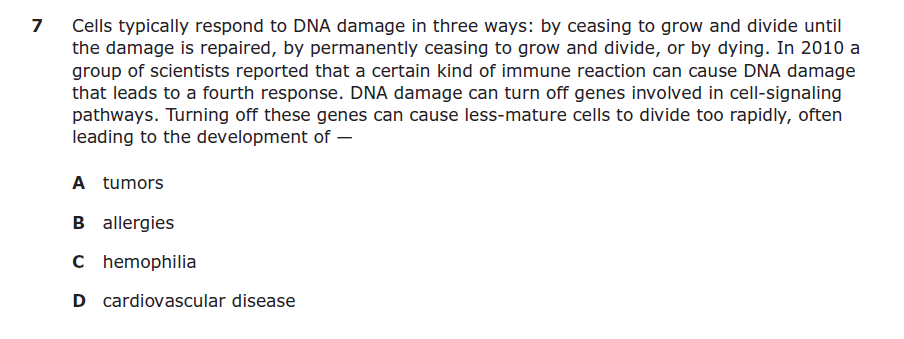 7 Cells typically respond to DNA damage in three ways: by ceasing to grow and divide until
the damage is repaired, by permanently ceasing to grow and divide, or by dying. In 2010 a
group of scientists reported that a certain kind of immune reaction can cause DNA damage
that leads to a fourth response. DNA damage can turn off genes involved in cell-signaling
pathways. Turning off these genes can cause less-mature cells to divide too rapidly, often
leading to the development of —
A tumors
B allergies
C hemophilia
D cardiovascular disease